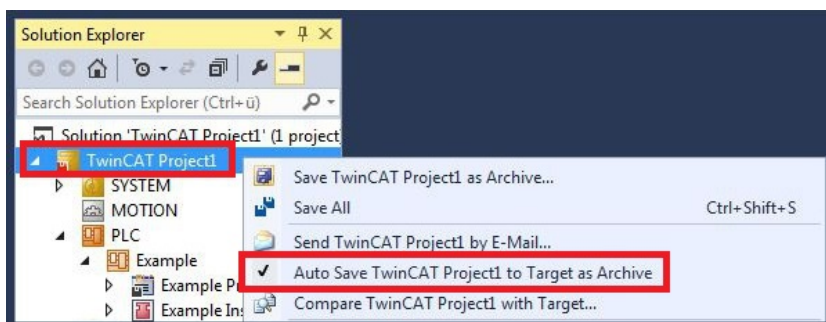 Solution Explorer
Search Solution Explorer (Ctrl+ü)
Solution 'TwinCAT Project1' (1 project
TwinCAT Project1
SYSTEM
MOTION
PLC
Example
Example
Example
Save TwinCAT Project1 as Archive...
Save All Ctrl+Shift+S
Send TwinCAT Project1 by E-Mail...
Auto Save TwinCAT Project1 to Target as Archive
Compare TwinCAT Project1 with Target...